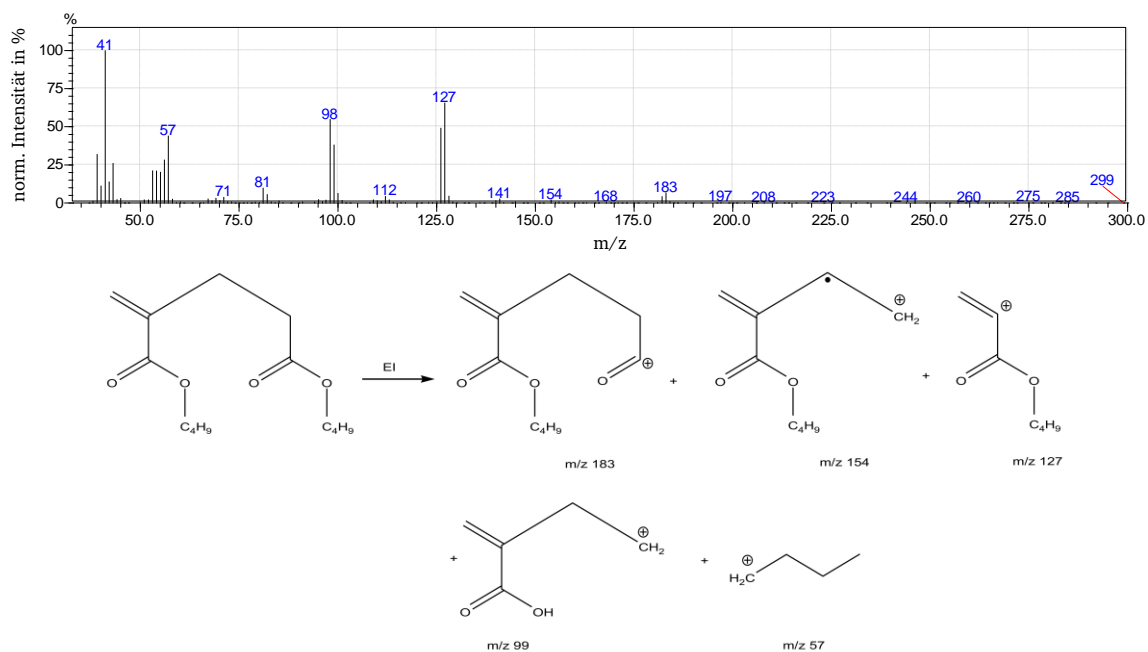 %
norm. Intensität in %
100
75
50
25
0
41
57
71
81
98
112
127
141
154
168
183
197
208
223
244
260
275
285
299
50.0 75.0 100.0 125.0 150.0 175.0 200.0 225.0 250.0 275.0 300.0
m/z
O O O O
C4H9 C4H9
EI
O O O ⊕
C4H9
m/z 183
+
O O ⊕ CH2
C4H9
m/z 154
+
⊕
O O
C4H9
m/z 127
+
⊕ CH2
O OH
m/z 99
+
⊕ H2C
m/z 57